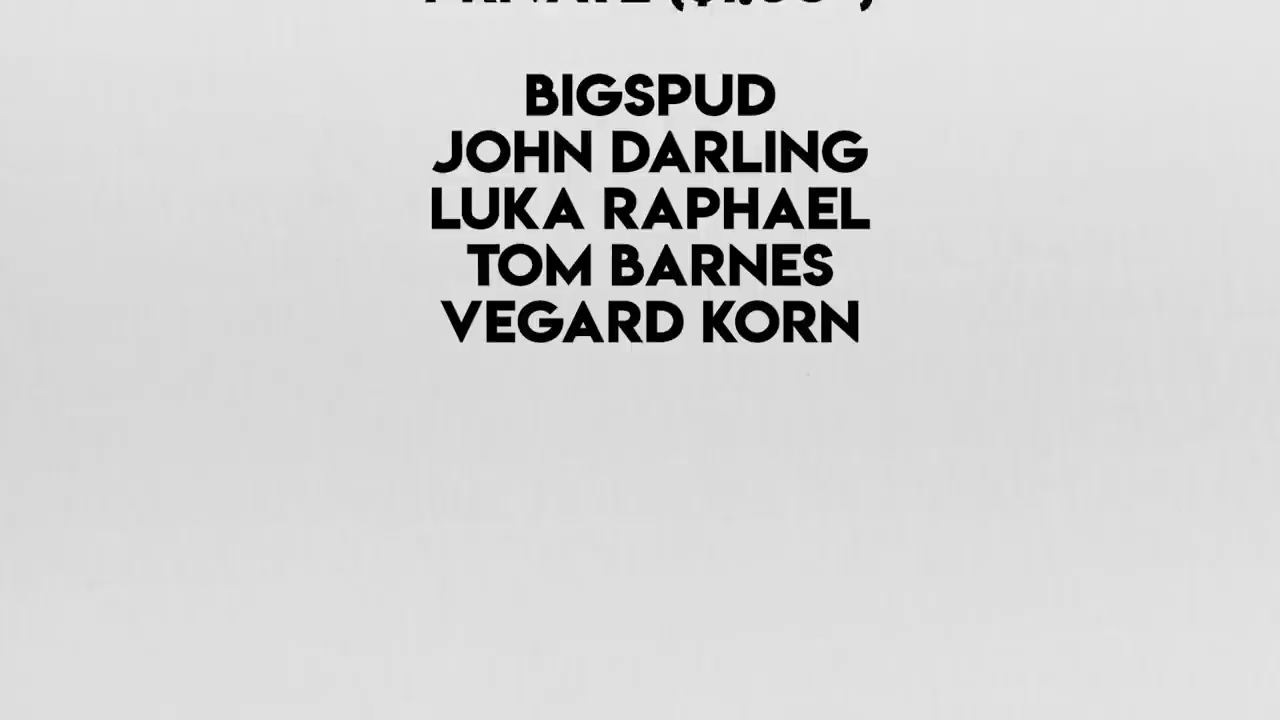 BIGSPUD
JOHN DARLING
LUKA RAPHAEL
TOM BARNES
VEGARD KORN